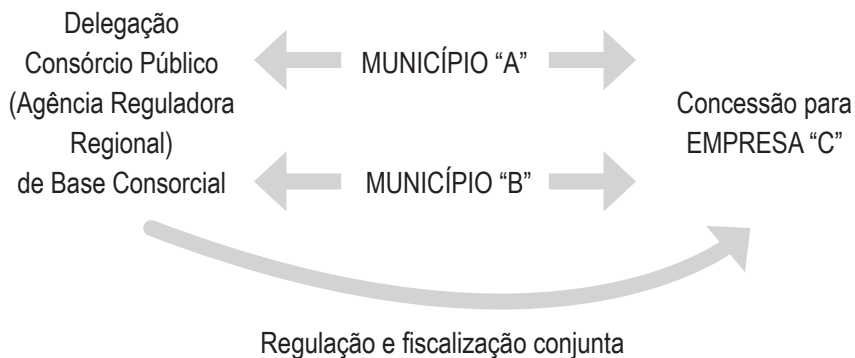 Delegação
Consórcio Público
(Agência Reguladora
Regional)
de Base Consorcial
MUNICÍPIO “A”
MUNICÍPIO “B”
Concessão para
EMPRESA “C”
Regulação e fiscalização conjunta